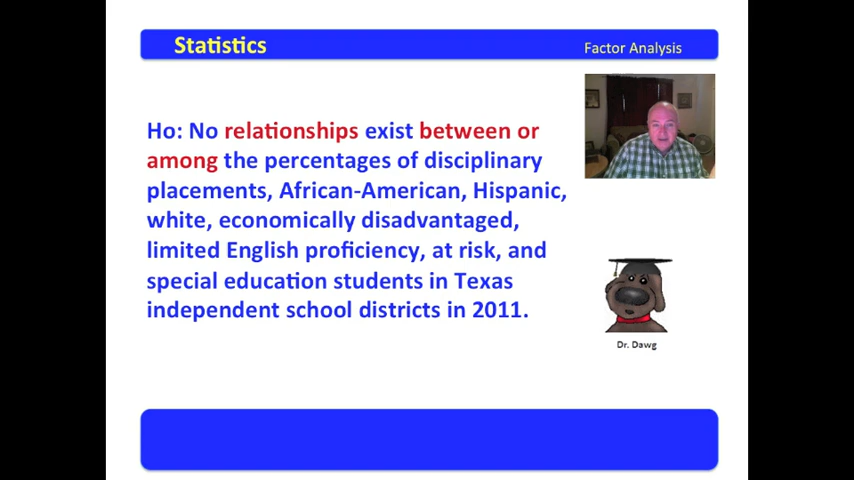 Statistics
Factor Analysis
Ho: No relationships exist between or
among the percentages of disciplinary
placements, African-American, Hispanic,
white, economically disadvantaged,
limited English proficiency, at risk, and
special education students in Texas
independent school districts in 2011.
Dr. Dawg